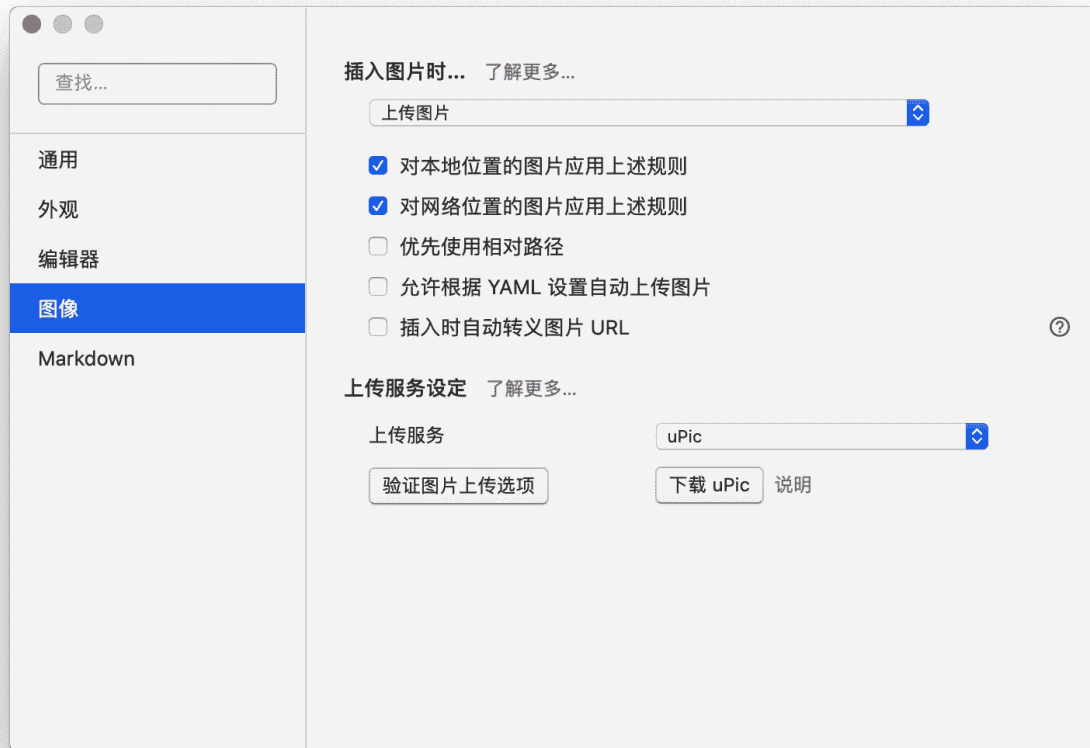 查找...
通用
外观
编辑器
图像
Markdown
插入图片时... 了解更多...
上传图片
对本地位置的图片应用上述规则
对网络位置的图片应用上述规则
优先使用相对路径
允许根据 YAML 设置自动上传图片
插入时自动转义图片 URL
?
上传服务设定 了解更多...
上传服务 uPic
验证图片上传选项 下载 uPic 说明